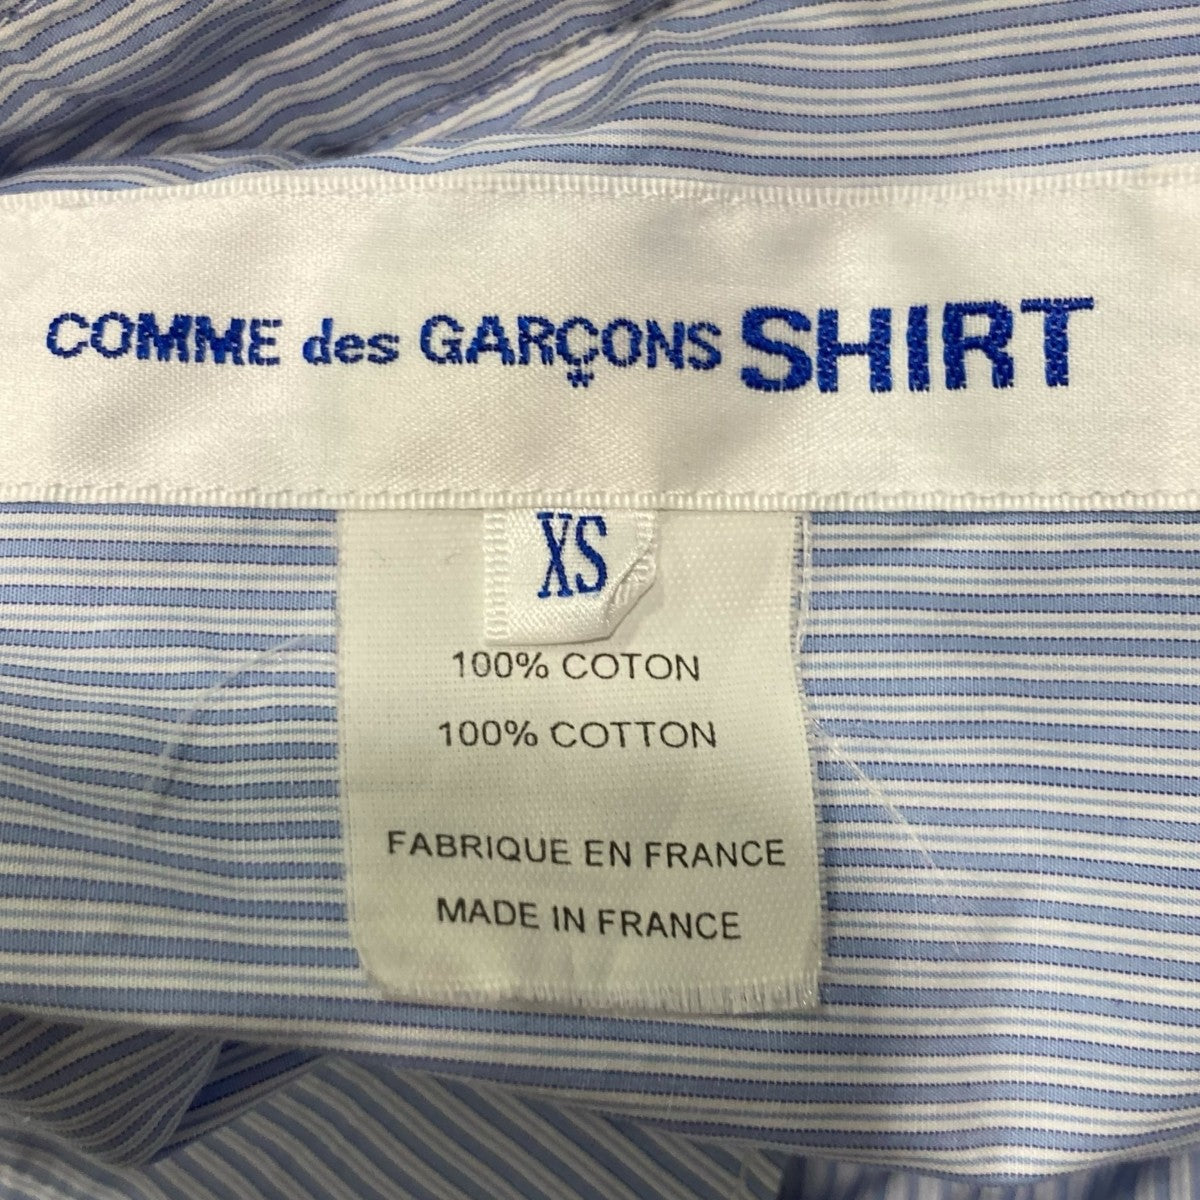 COMME des GARÇONS SHIRT
XS
100% COTON
100% COTTON
FABRIQUE EN FRANCE
MADE IN FRANCE